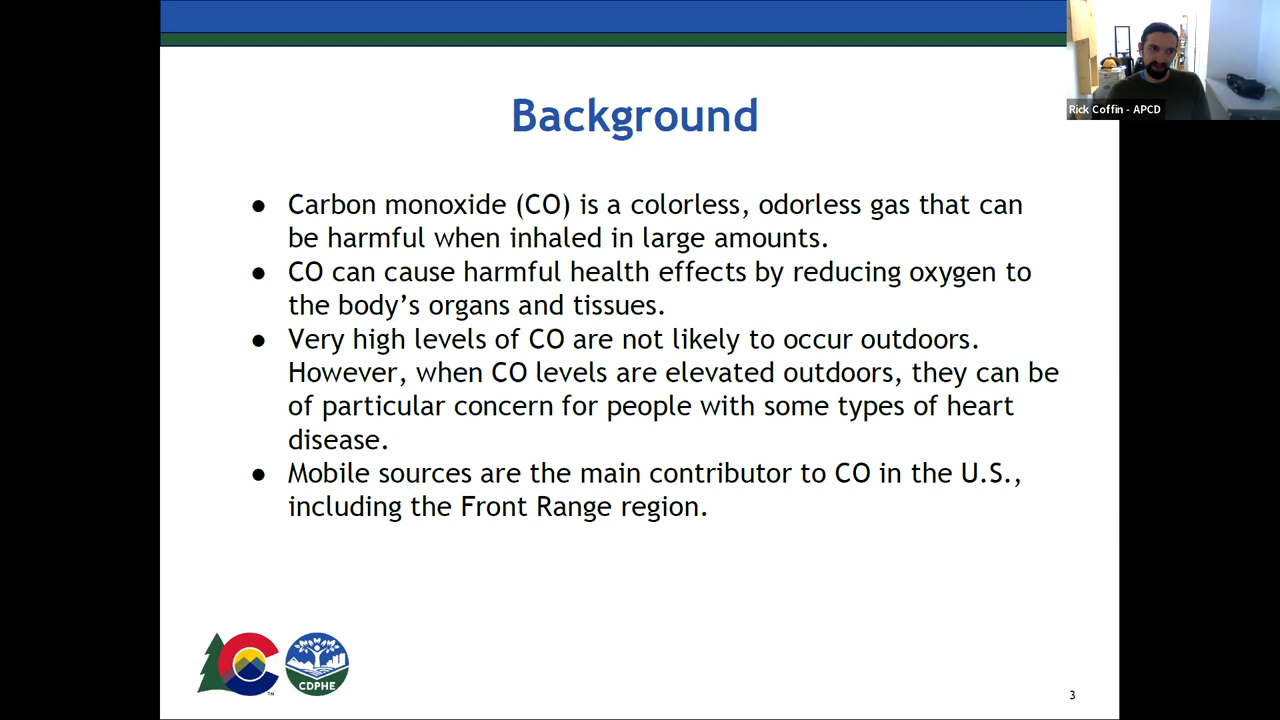 Rick Coffin - APCD
Background
● Carbon monoxide (CO) is a colorless, odorless gas that can
be harmful when inhaled in large amounts.
● CO can cause harmful health effects by reducing oxygen to
the body’s organs and tissues.
● Very high levels of CO are not likely to occur outdoors.
However, when CO levels are elevated outdoors, they can be
of particular concern for people with some types of heart
disease.
● Mobile sources are the main contributor to CO in the U.S.,
including the Front Range region.
TM
CDPHE
3